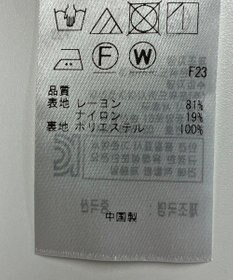 F
W
F23
品質
表地 レーヨン 81%
ナイロン 19%
裏地 ポリエステル 100%
中国製